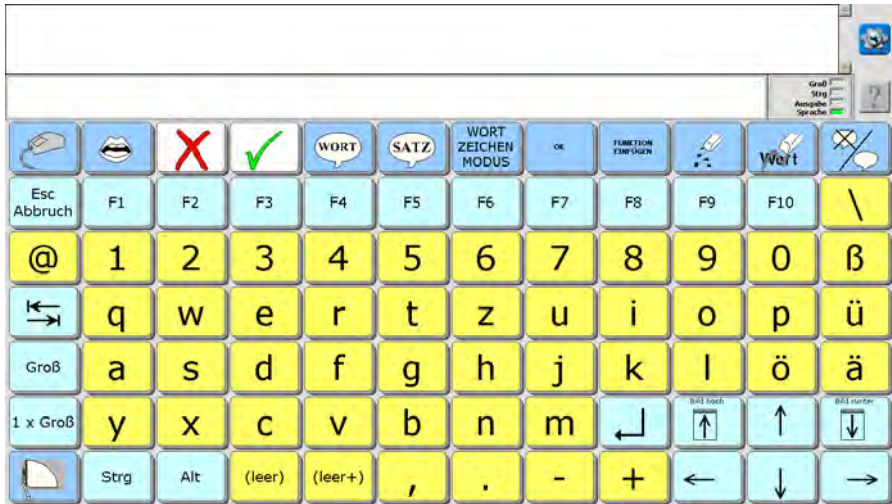 Groß
Strg
Ausgabe
Sprache
?
WORT SATZ WORT ZEICHEN MODUS OK FUNKTION EINFÜGEN Wort
Esc Abbruch F1 F2 F3 F4 F5 F6 F7 F8 F9 F10 \
@ 1 2 3 4 5 6 7 8 9 0 ß
q w e r t z u i o p ü
Groß a s d f g h j k l ö ä
1 x Groß y x c v b n m Bild hoch Bild runter
Strg Alt (leer) (leer+) , . - +